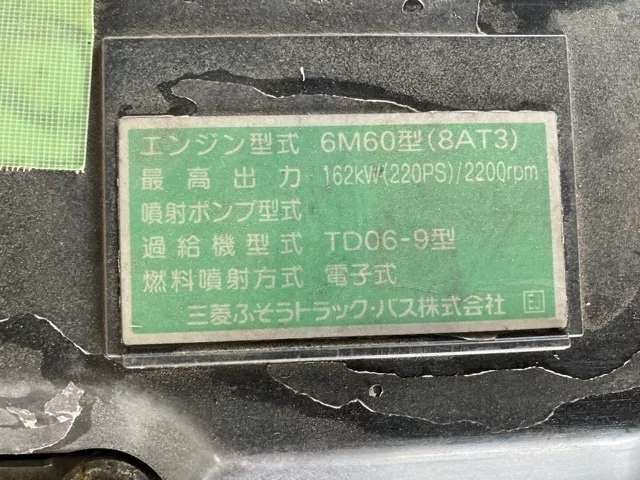 エンジン型式 6M60型(8AT3)
最高出力 162kW(220PS)/2200rpm
噴射ポンプ型式
過給機型式 TD06-9型
燃料噴射方式 電子式
三菱ふそうトラック・バス株式会社